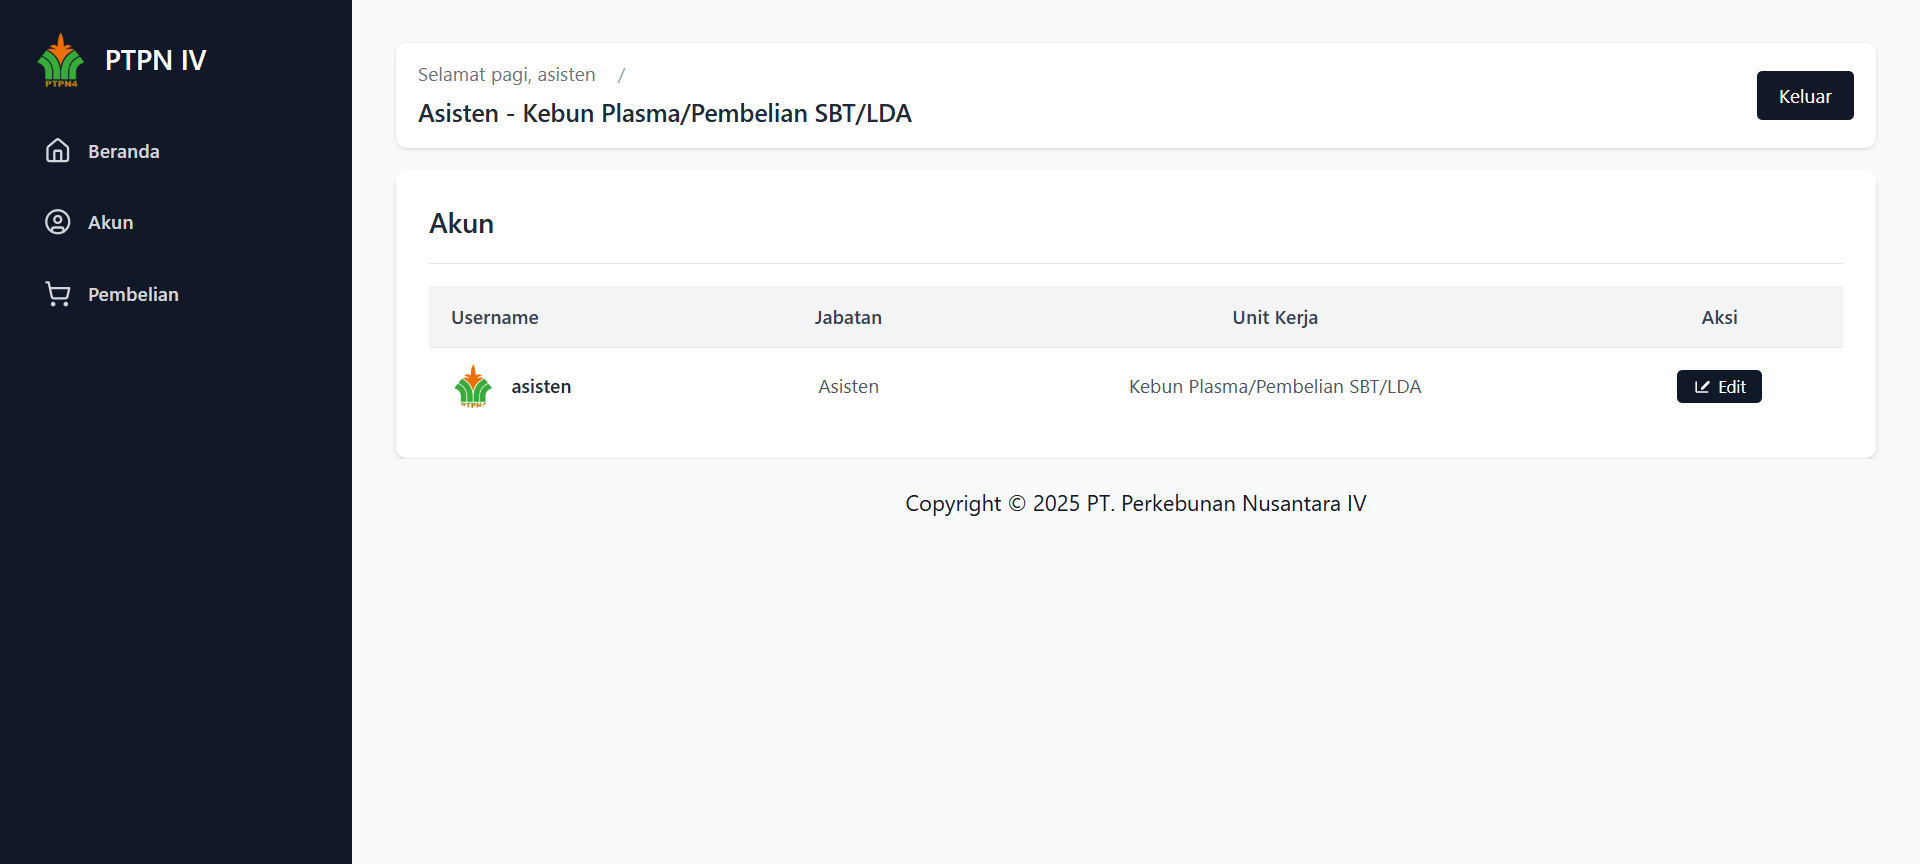 PTPN4
PTPN IV
Beranda
Akun
Pembelian
Selamat pagi, asisten /
Asisten - Kebun Plasma/Pembelian SBT/LDA
Keluar
Akun
Username Jabatan Unit Kerja Aksi
asisten Asisten Kebun Plasma/Pembelian SBT/LDA Edit
Copyright © 2025 PT. Perkebunan Nusantara IV